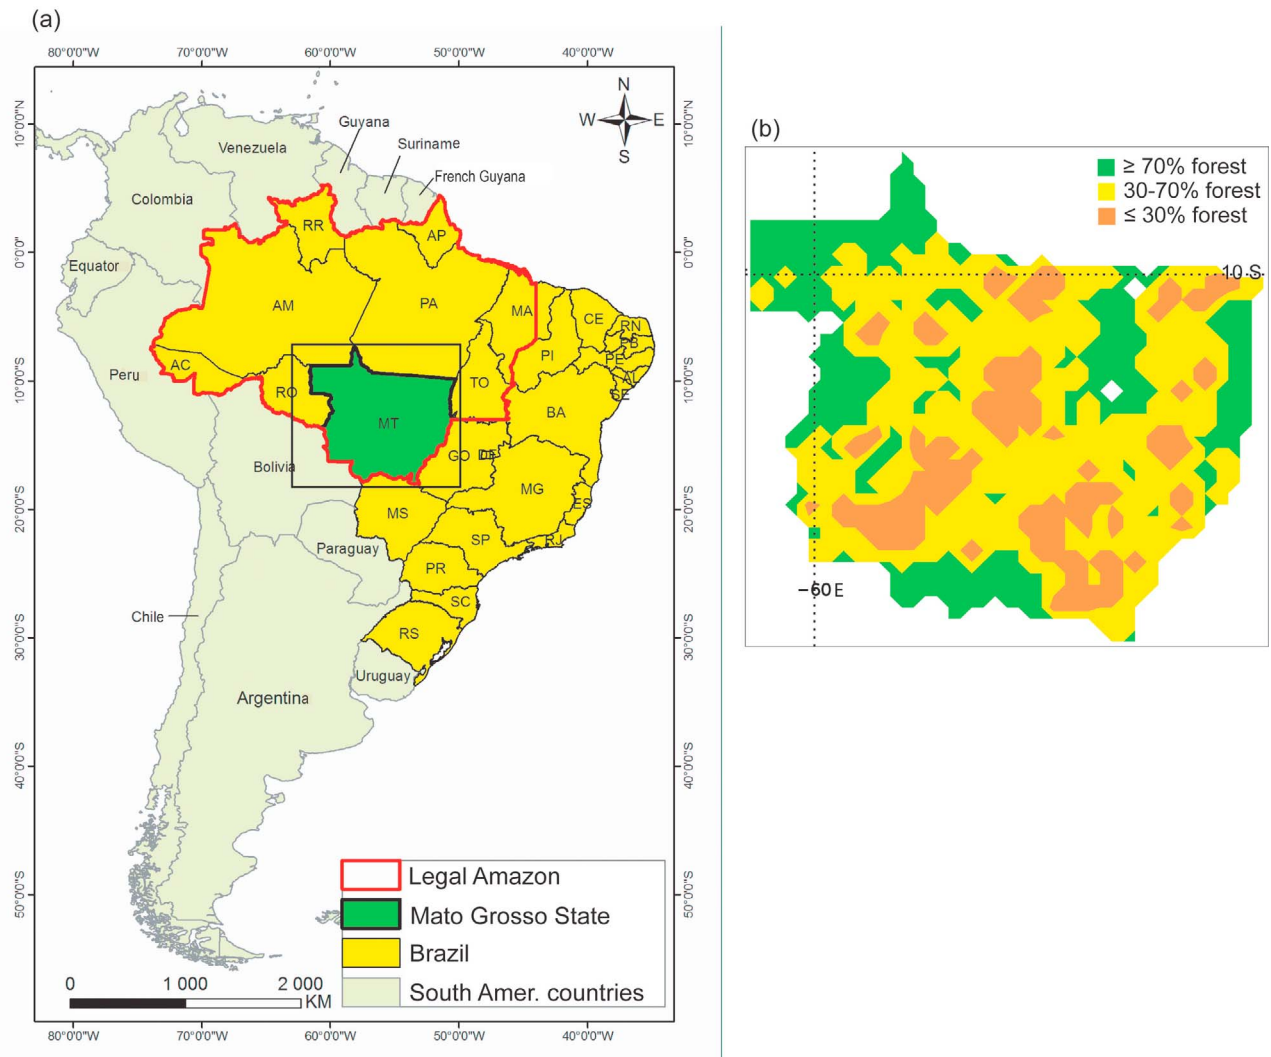 (a)
80°0'0"W 70°0'0"W 60°0'0"W 50°0'0"W 40°0'0"W
10°0'0"N
0°0'0"
10°0'0"S
20°0'0"S
30°0'0"S
40°0'0"S
50°0'0"S
N
W E
S
Guyana
Suriname
French Guyana
Venezuela
Colombia
Equator
Peru
Bolivia
Paraguay
Chile
Argentina
Uruguay
RR
AP
AM
PA
MA
CE
RN
PB
PE
AL
SE
PI
AC
RO
TO
BA
MT
GO
DF
MG
ES
MS
SP
RJ
PR
SC
RS
Legal Amazon
Mato Grosso State
Brazil
South Amer. countries
0 1 000 2 000
KM
10°0'0"N
0°0'0"
10°0'0"S
20°0'0"S
30°0'0"S
40°0'0"S
50°0'0"S
80°0'0"W 70°0'0"W 60°0'0"W 50°0'0"W 40°0'0"W
(b)
≥ 70% forest
30-70% forest
≤ 30% forest
10 S
−60 E